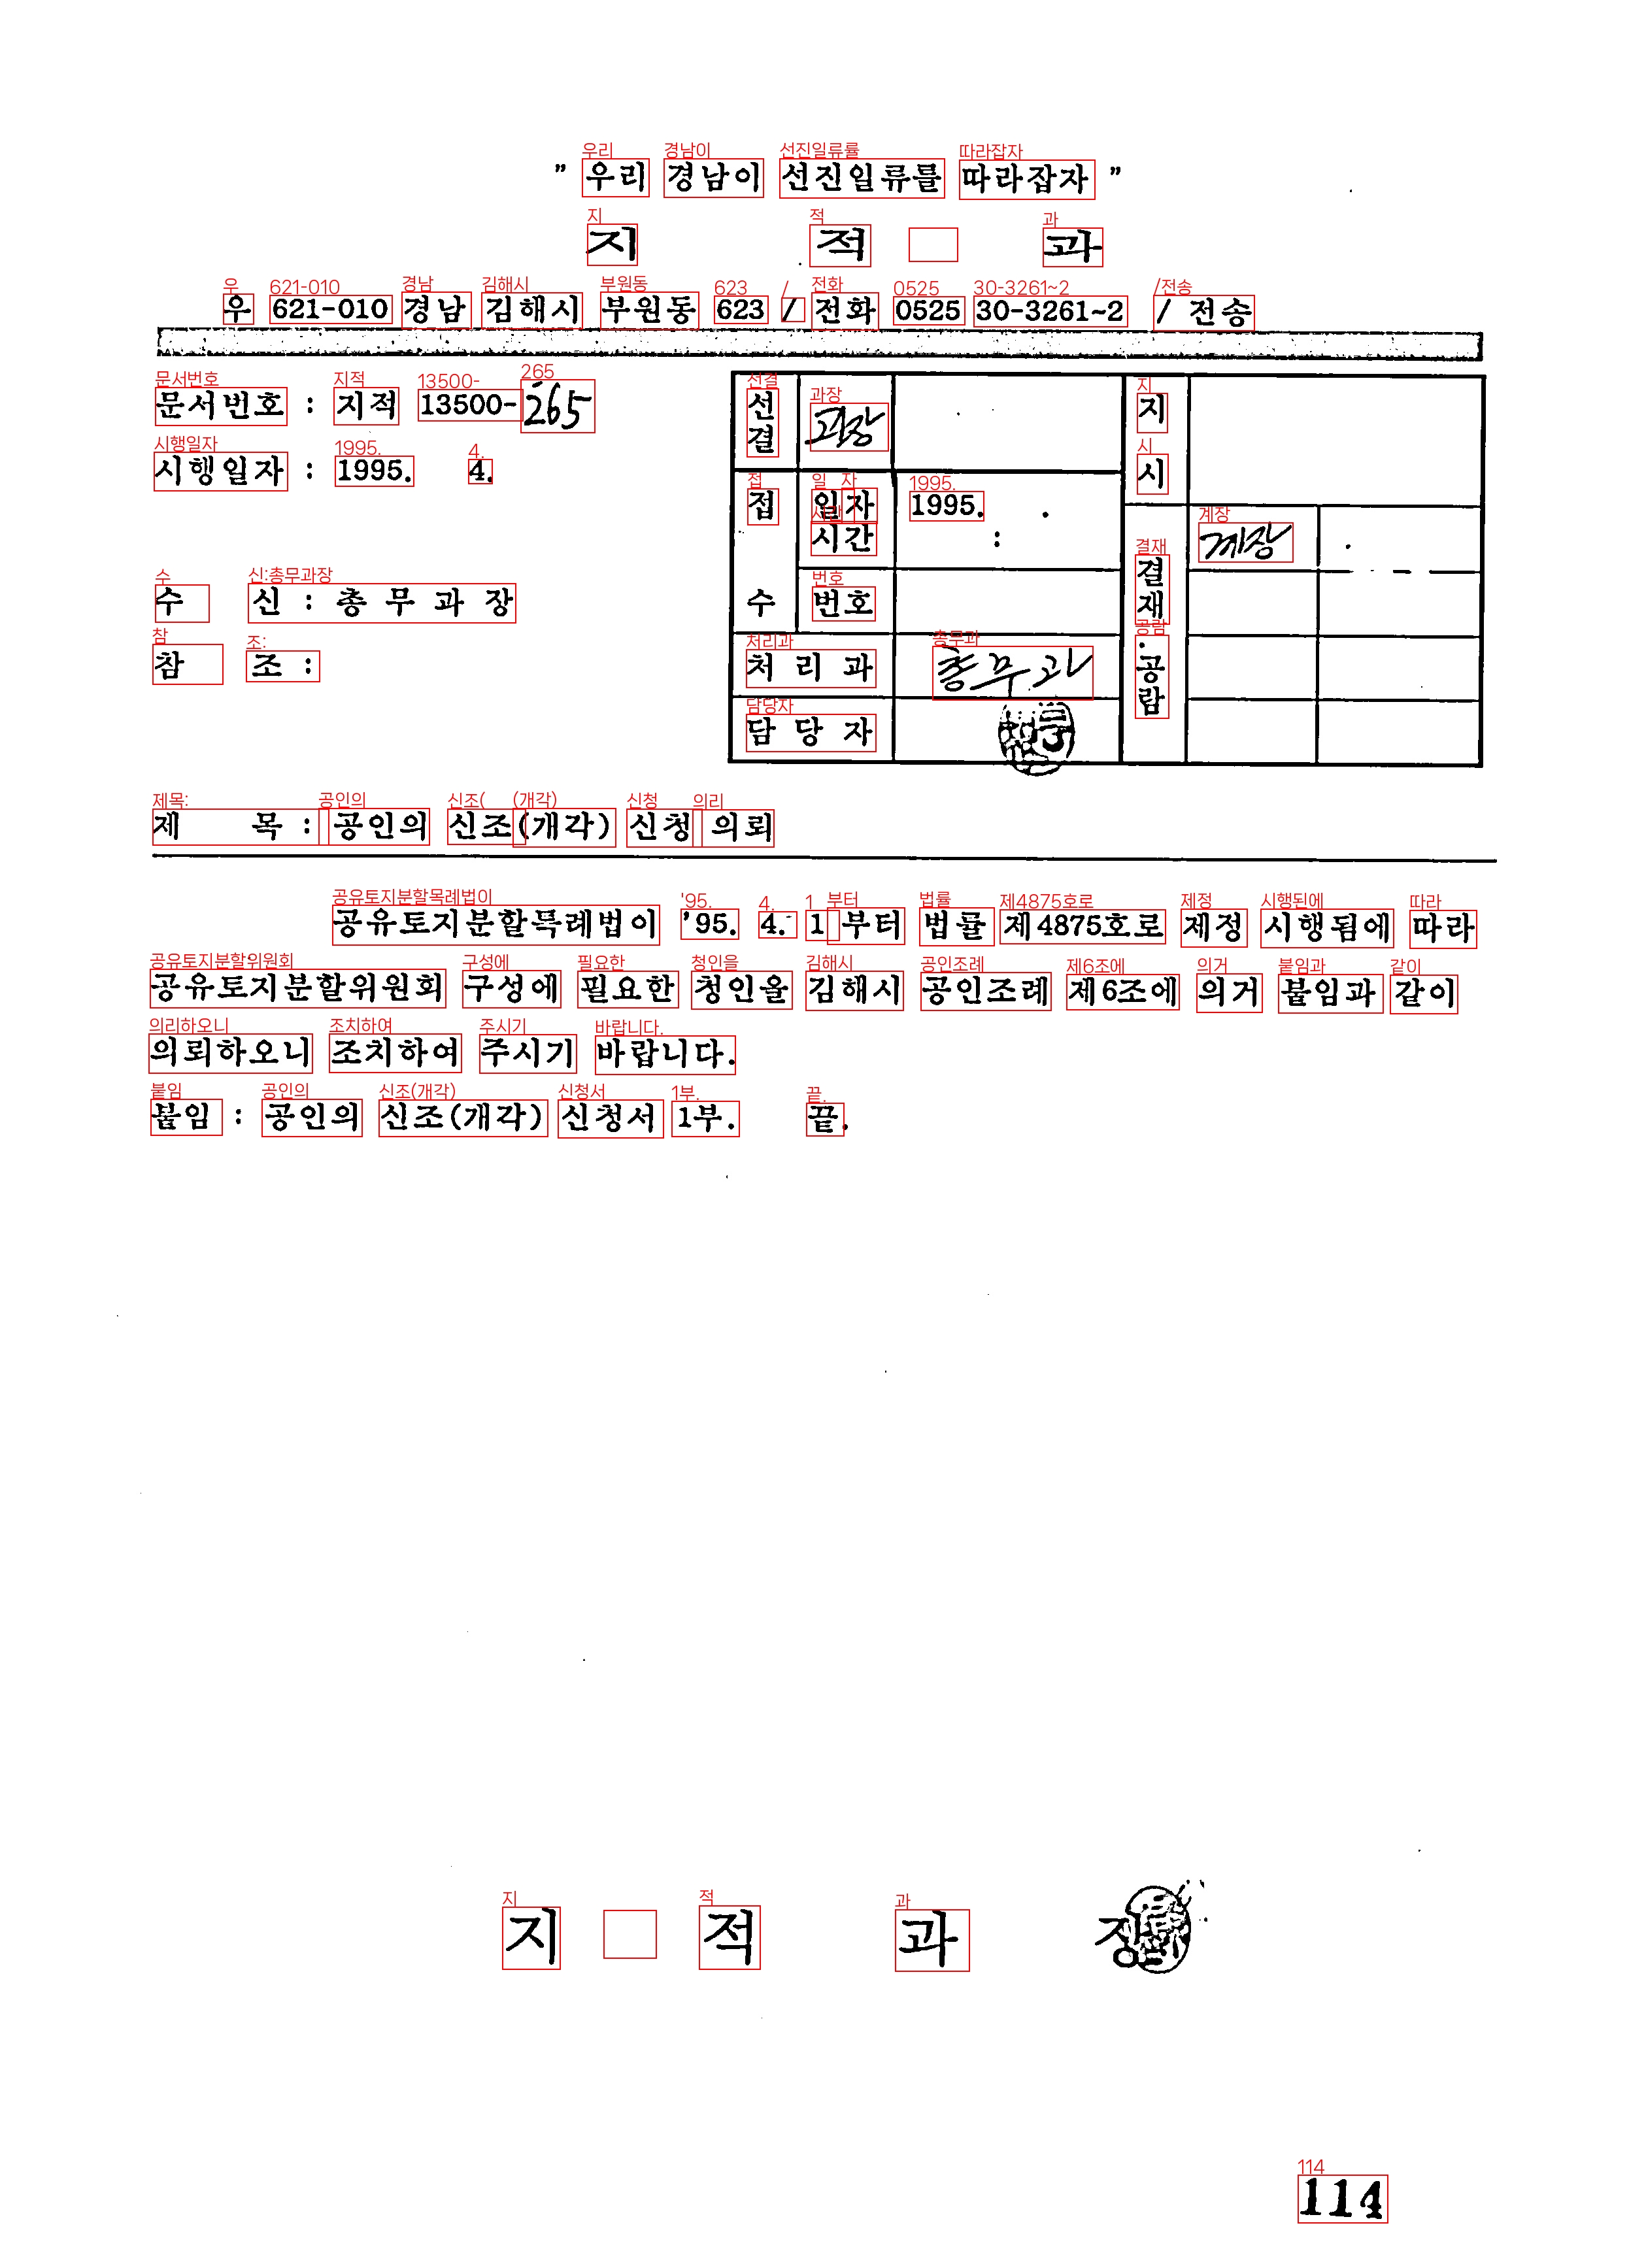 " 우리 경남이 선진일류를 따라잡자 "
지 적 과
우 621-010 경남 김해시 부원동 623 / 전화 0525 30-3261~2 / 전송
문서번호 : 지적 13500-265
시행일자 : 1995. 4.
수 신 : 총 무 과 장
참 조 :
선결 과장 지시
접수 일자 시간 1995. . :
번호
결재·공람 계장
처 리 과 총무과
담 당 자
제 목 : 공인의 신조(개각) 신청 의뢰
공유토지분할특례법이 '95. 4. 1 부터 법률 제4875호로 제정 시행됨에 따라
공유토지분할위원회 구성에 필요한 청인을 김해시 공인조례 제6조에 의거 붙임과 같이
의뢰하오니 조치하여 주시기 바랍니다.
붙임 : 공인의 신조(개각) 신청서 1부. 끝.
지 적 과 장
114